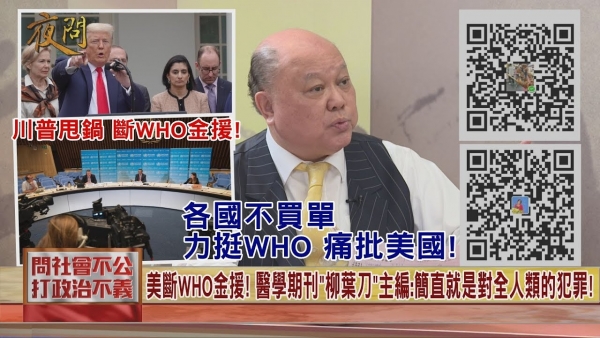 夜問
川普甩鍋 斷WHO金援!
各國不買單
力挺WHO 痛批美國!
問社會不公
打政治不義
美斷WHO金援! 醫學期刊"柳葉刀"主編:簡直就是對全人類的犯罪!